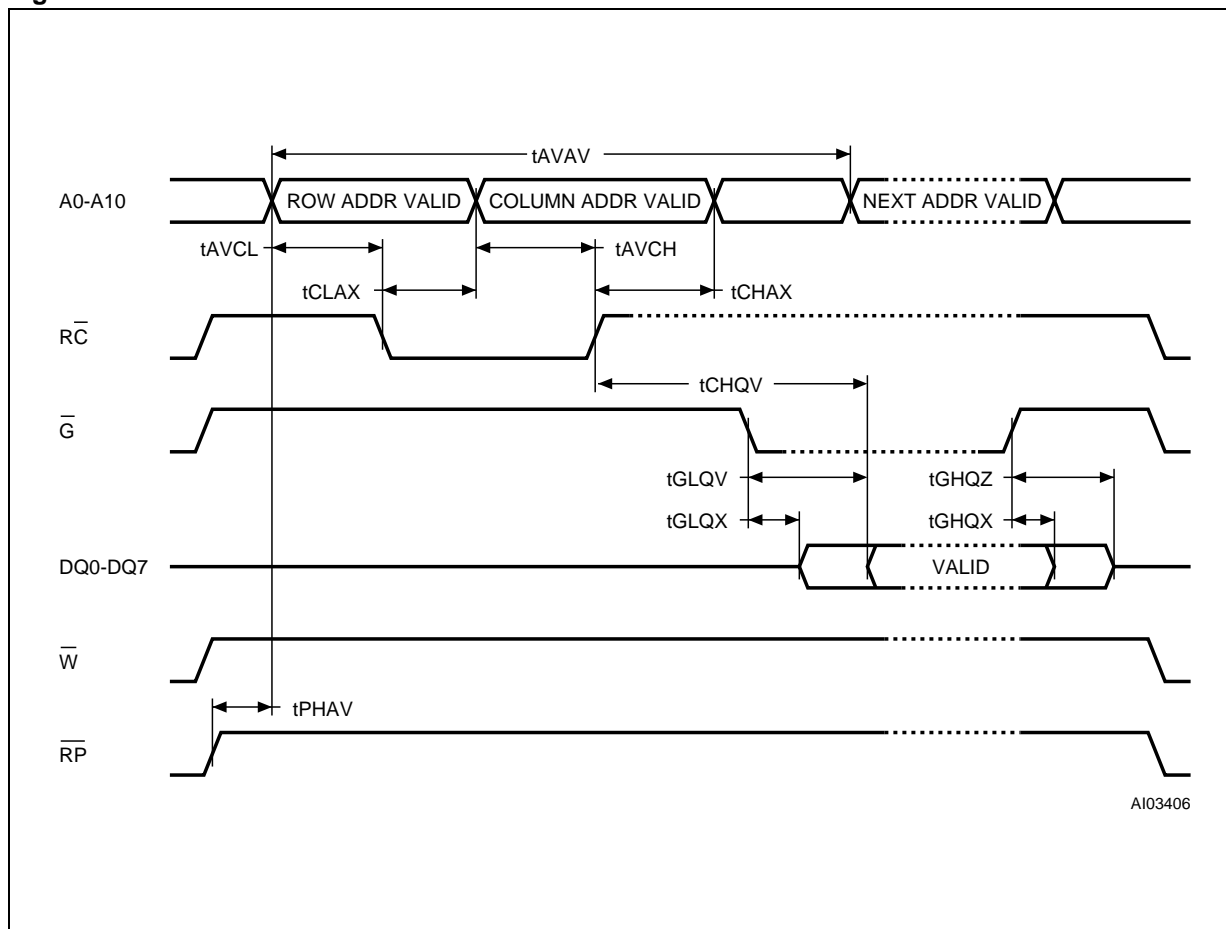 tAVAV
A0-A10 ROW ADDR VALID COLUMN ADDR VALID NEXT ADDR VALID
tAVCL tAVCH
tCLAX tCHAX
RC̅
tCHQV
G̅
tGLQV tGHQZ
tGLQX tGHQX
DQ0-DQ7 VALID
W̅
tPHAV
R̅P̅
AI03406